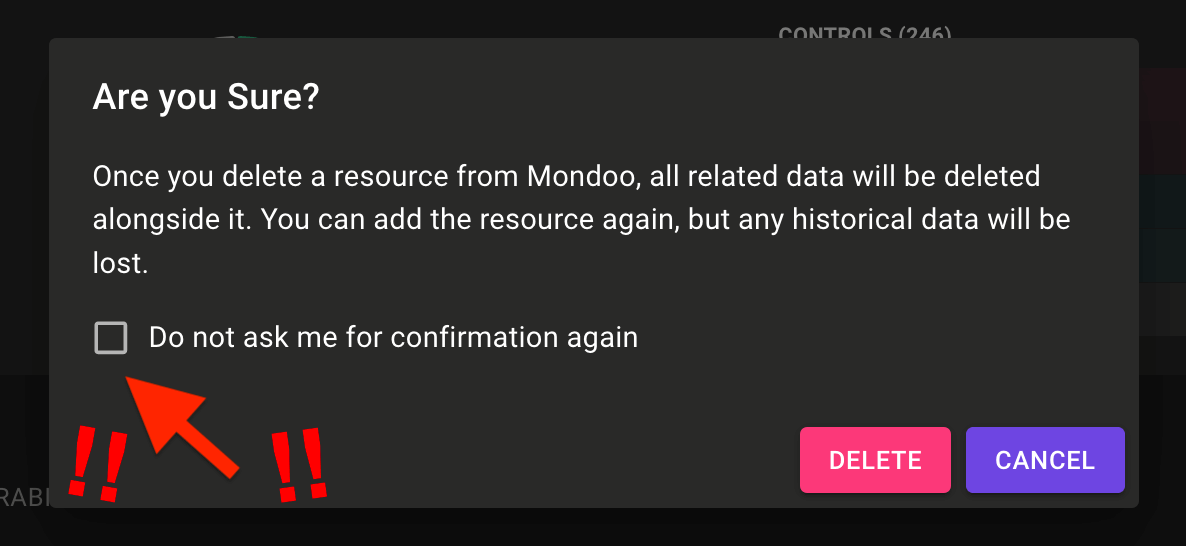 CONTROLS (246)
Are you Sure?
Once you delete a resource from Mondoo, all related data will be deleted
alongside it. You can add the resource again, but any historical data will be
lost.
Do not ask me for confirmation again
!! !!
DELETE CANCEL
RABI